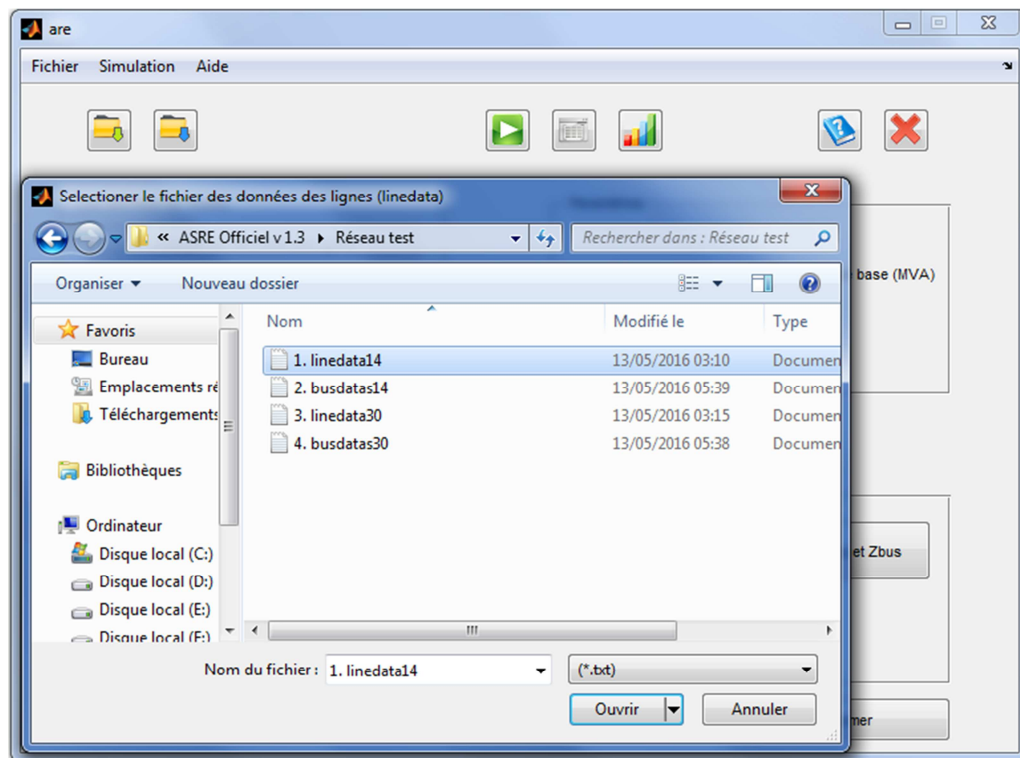 are
Fichier Simulation Aide
Selectioner le fichier des données des lignes (linedata)
« ASRE Officiel v 1.3 Réseau test
Rechercher dans : Réseau test
base (MVA)
Organiser Nouveau dossier
Nom Modifié le Type
Favoris
Bureau
Emplacements ré
Téléchargements
Bibliothèques
Ordinateur
Disque local (C:)
Disque local (D:)
Disque local (E:)
Disque local (F:)
1. linedata14 13/05/2016 03:10 Documen
2. busdatas14 13/05/2016 05:39 Documen
3. linedata30 13/05/2016 03:15 Documen
4. busdatas30 13/05/2016 05:38 Documen
et Zbus
Nom du fichier : 1. linedata14 (*.txt)
Ouvrir Annuler
mer